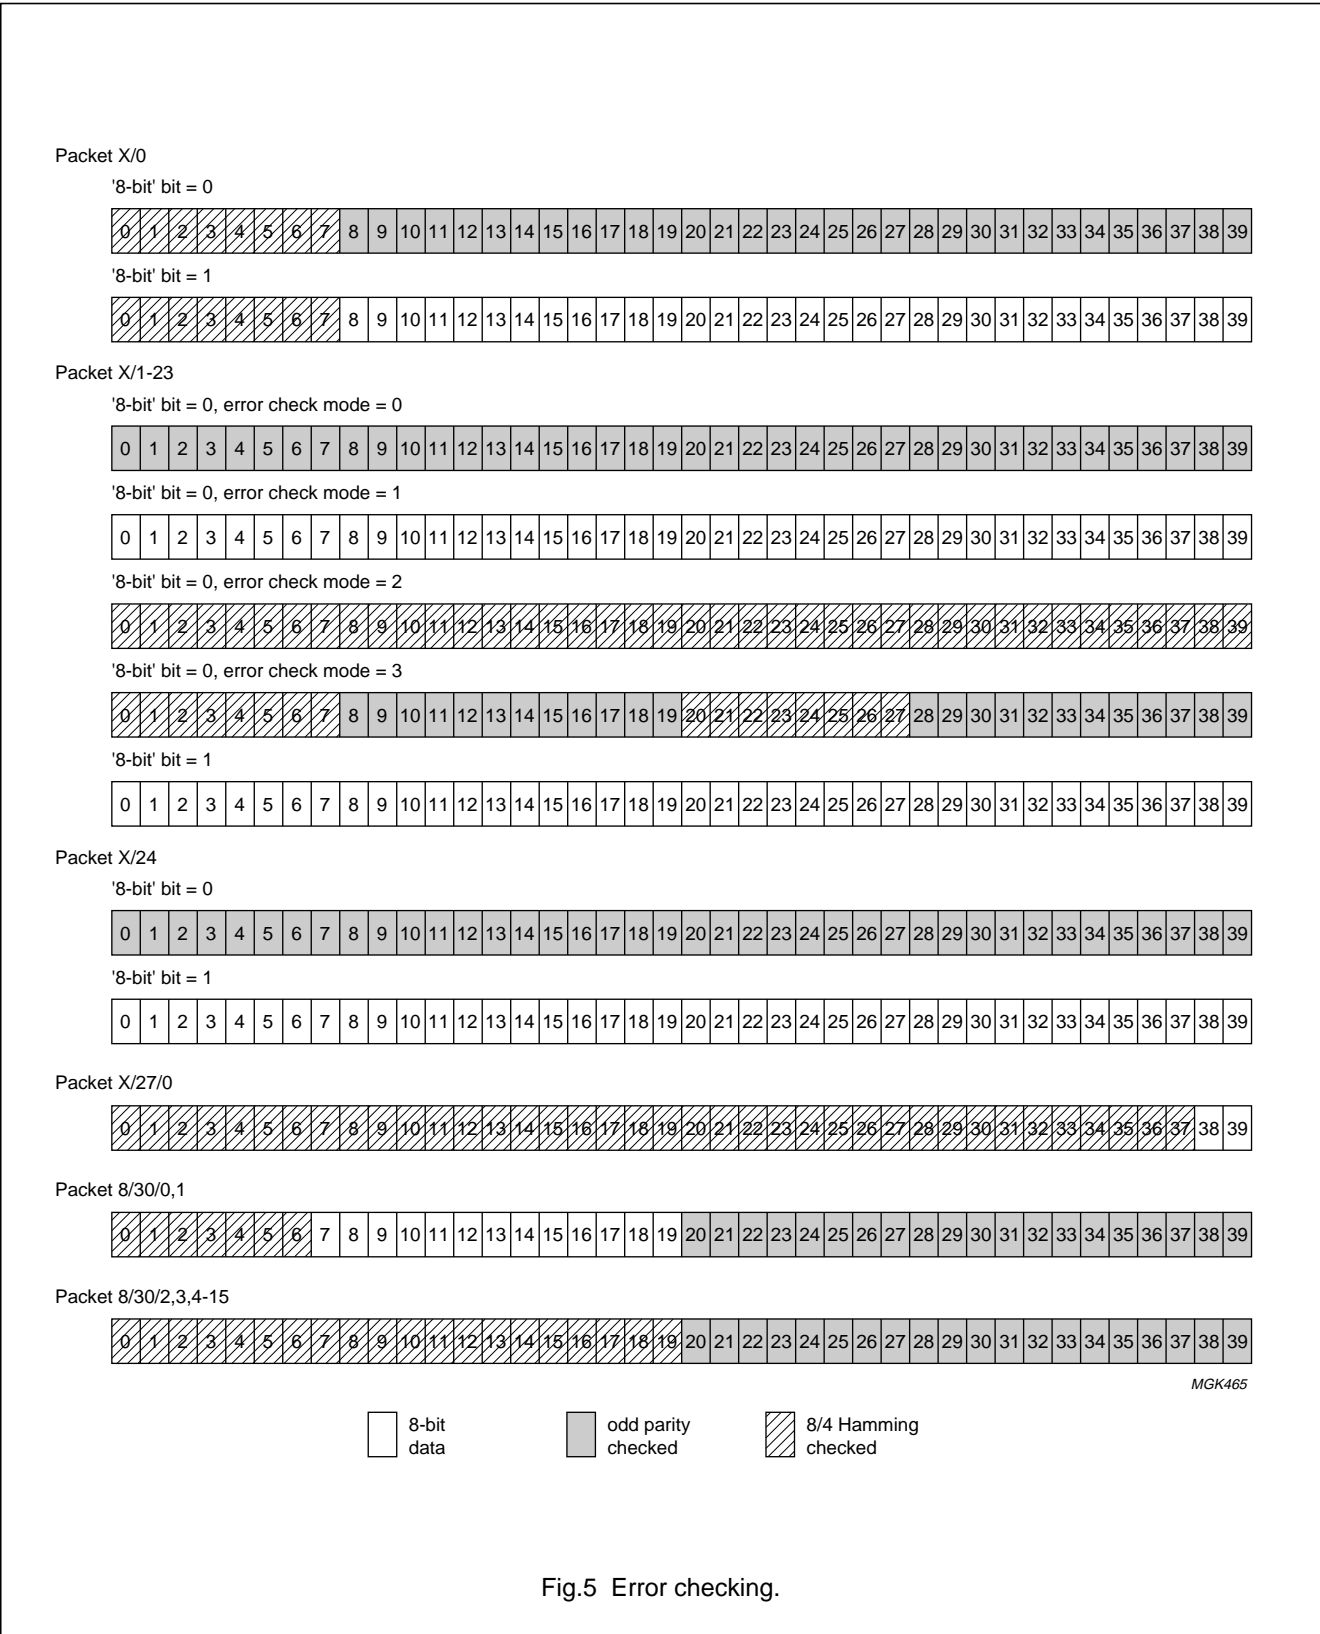 Packet X/0
'8-bit' bit = 0
0 1 2 3 4 5 6 7 8 9 10 11 12 13 14 15 16 17 18 19 20 21 22 23 24 25 26 27 28 29 30 31 32 33 34 35 36 37 38 39
'8-bit' bit = 1
0 1 2 3 4 5 6 7 8 9 10 11 12 13 14 15 16 17 18 19 20 21 22 23 24 25 26 27 28 29 30 31 32 33 34 35 36 37 38 39
Packet X/1-23
'8-bit' bit = 0, error check mode = 0
0 1 2 3 4 5 6 7 8 9 10 11 12 13 14 15 16 17 18 19 20 21 22 23 24 25 26 27 28 29 30 31 32 33 34 35 36 37 38 39
'8-bit' bit = 0, error check mode = 1
0 1 2 3 4 5 6 7 8 9 10 11 12 13 14 15 16 17 18 19 20 21 22 23 24 25 26 27 28 29 30 31 32 33 34 35 36 37 38 39
'8-bit' bit = 0, error check mode = 2
0 1 2 3 4 5 6 7 8 9 10 11 12 13 14 15 16 17 18 19 20 21 22 23 24 25 26 27 28 29 30 31 32 33 34 35 36 37 38 39
'8-bit' bit = 0, error check mode = 3
0 1 2 3 4 5 6 7 8 9 10 11 12 13 14 15 16 17 18 19 20 21 22 23 24 25 26 27 28 29 30 31 32 33 34 35 36 37 38 39
'8-bit' bit = 1
0 1 2 3 4 5 6 7 8 9 10 11 12 13 14 15 16 17 18 19 20 21 22 23 24 25 26 27 28 29 30 31 32 33 34 35 36 37 38 39
Packet X/24
'8-bit' bit = 0
0 1 2 3 4 5 6 7 8 9 10 11 12 13 14 15 16 17 18 19 20 21 22 23 24 25 26 27 28 29 30 31 32 33 34 35 36 37 38 39
'8-bit' bit = 1
0 1 2 3 4 5 6 7 8 9 10 11 12 13 14 15 16 17 18 19 20 21 22 23 24 25 26 27 28 29 30 31 32 33 34 35 36 37 38 39
Packet X/27/0
0 1 2 3 4 5 6 7 8 9 10 11 12 13 14 15 16 17 18 19 20 21 22 23 24 25 26 27 28 29 30 31 32 33 34 35 36 37 38 39
Packet 8/30/0,1
0 1 2 3 4 5 6 7 8 9 10 11 12 13 14 15 16 17 18 19 20 21 22 23 24 25 26 27 28 29 30 31 32 33 34 35 36 37 38 39
Packet 8/30/2,3,4-15
0 1 2 3 4 5 6 7 8 9 10 11 12 13 14 15 16 17 18 19 20 21 22 23 24 25 26 27 28 29 30 31 32 33 34 35 36 37 38 39
MGK465
8-bit
data
odd parity
checked
8/4 Hamming
checked
Fig.5 Error checking.